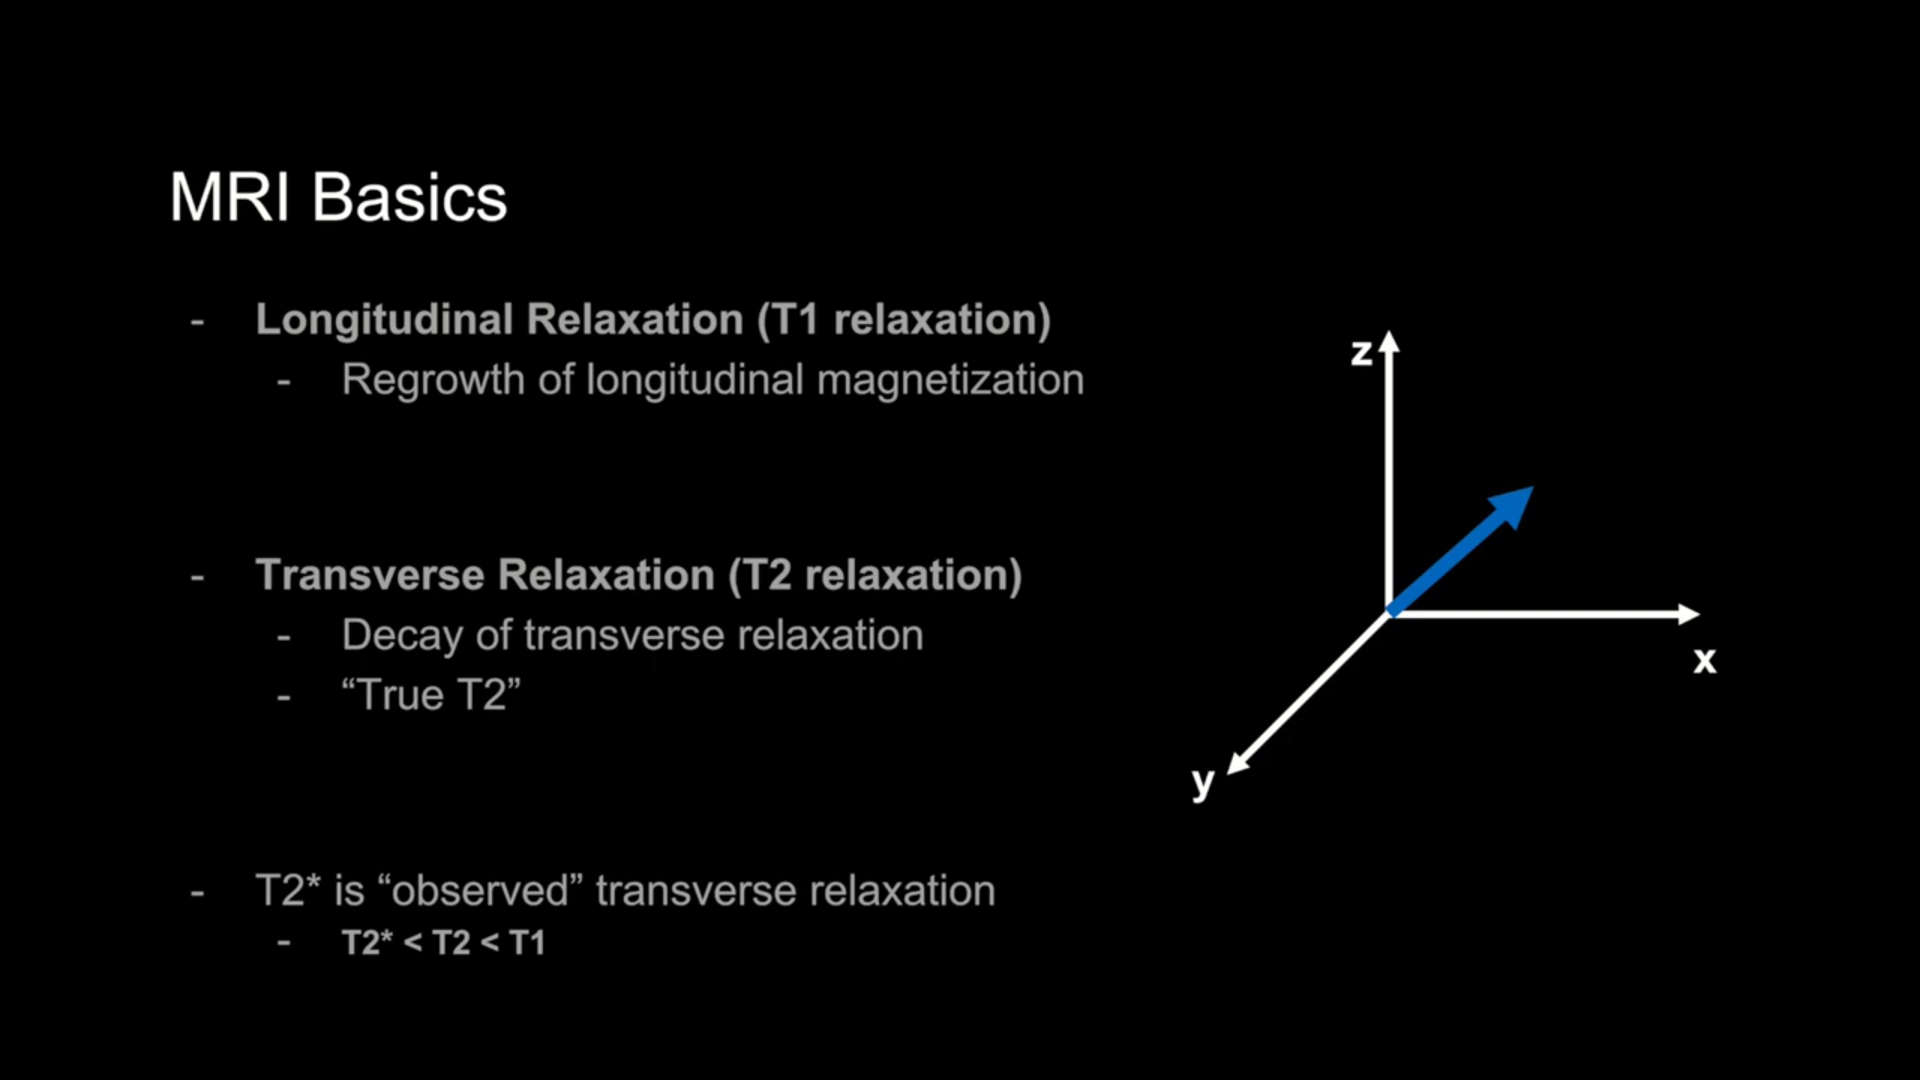 MRI Basics
- Longitudinal Relaxation (T1 relaxation)
- Regrowth of longitudinal magnetization
- Transverse Relaxation (T2 relaxation)
- Decay of transverse relaxation
- “True T2”
- T2* is “observed” transverse relaxation
- T2* < T2 < T1
z
x
y